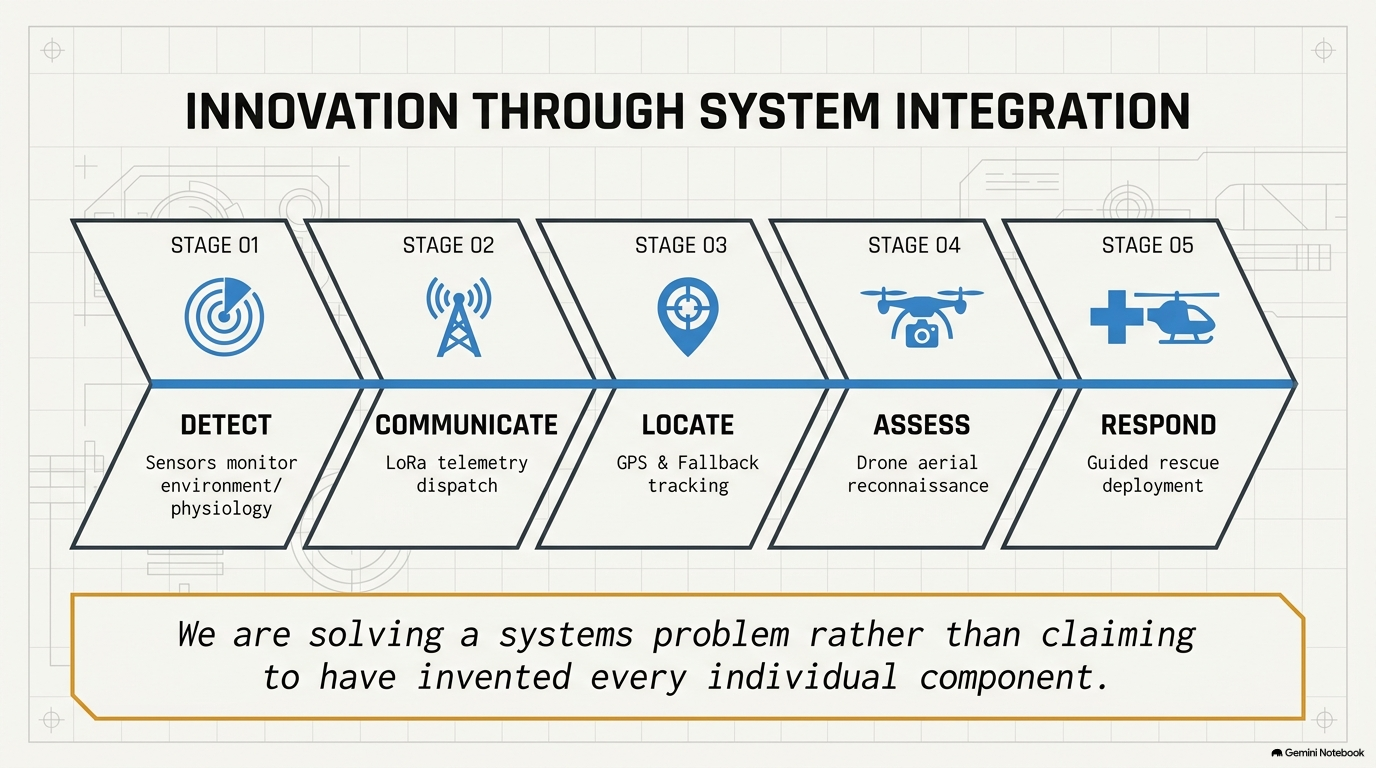 INNOVATION THROUGH SYSTEM INTEGRATION
STAGE 01
DETECT
Sensors monitor
environment/
physiology
STAGE 02
COMMUNICATE
LoRa telemetry
dispatch
STAGE 03
LOCATE
GPS & Fallback
tracking
STAGE 04
ASSESS
Drone aerial
reconnaissance
STAGE 05
RESPOND
Guided rescue
deployment
We are solving a systems problem rather than claiming
to have invented every individual component.
Gemini Notebook